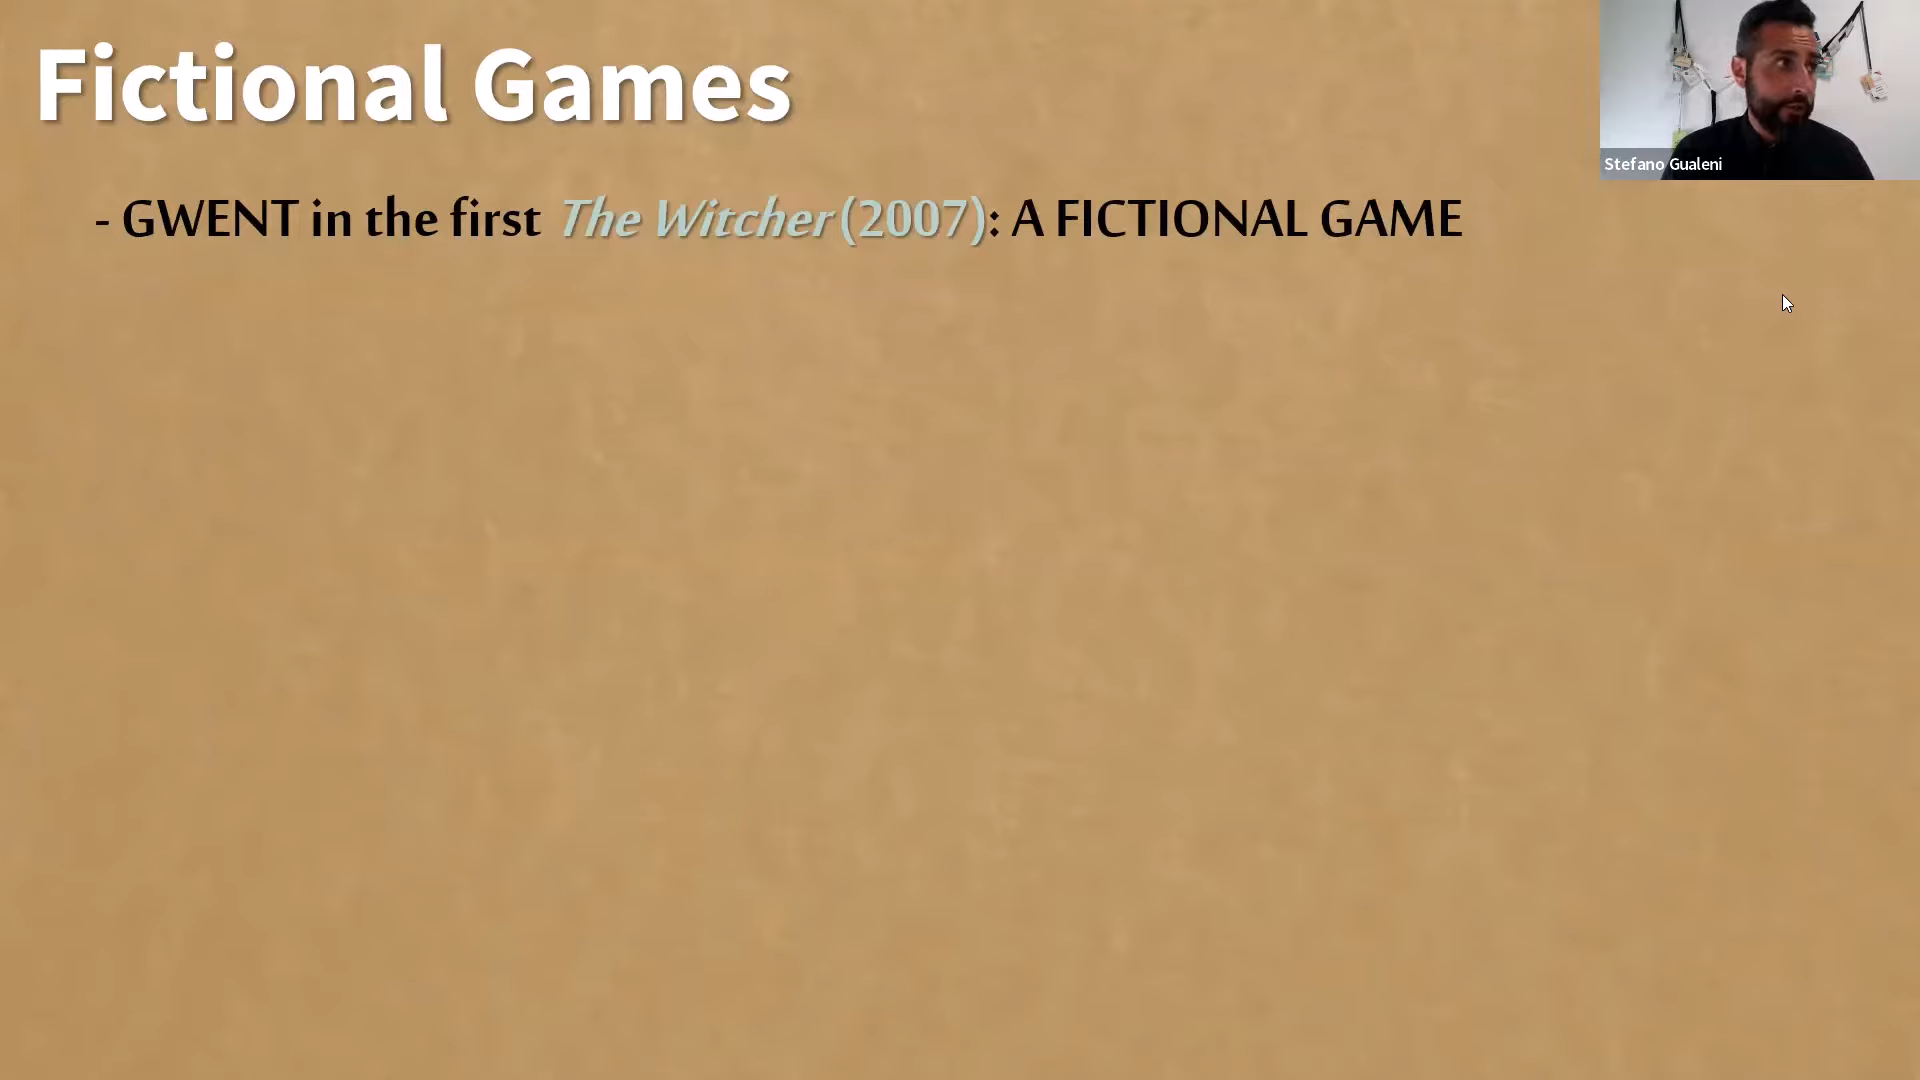 Fictional Games
Stefano Gualeni
- GWENT in the first The Witcher (2007): A FICTIONAL GAME